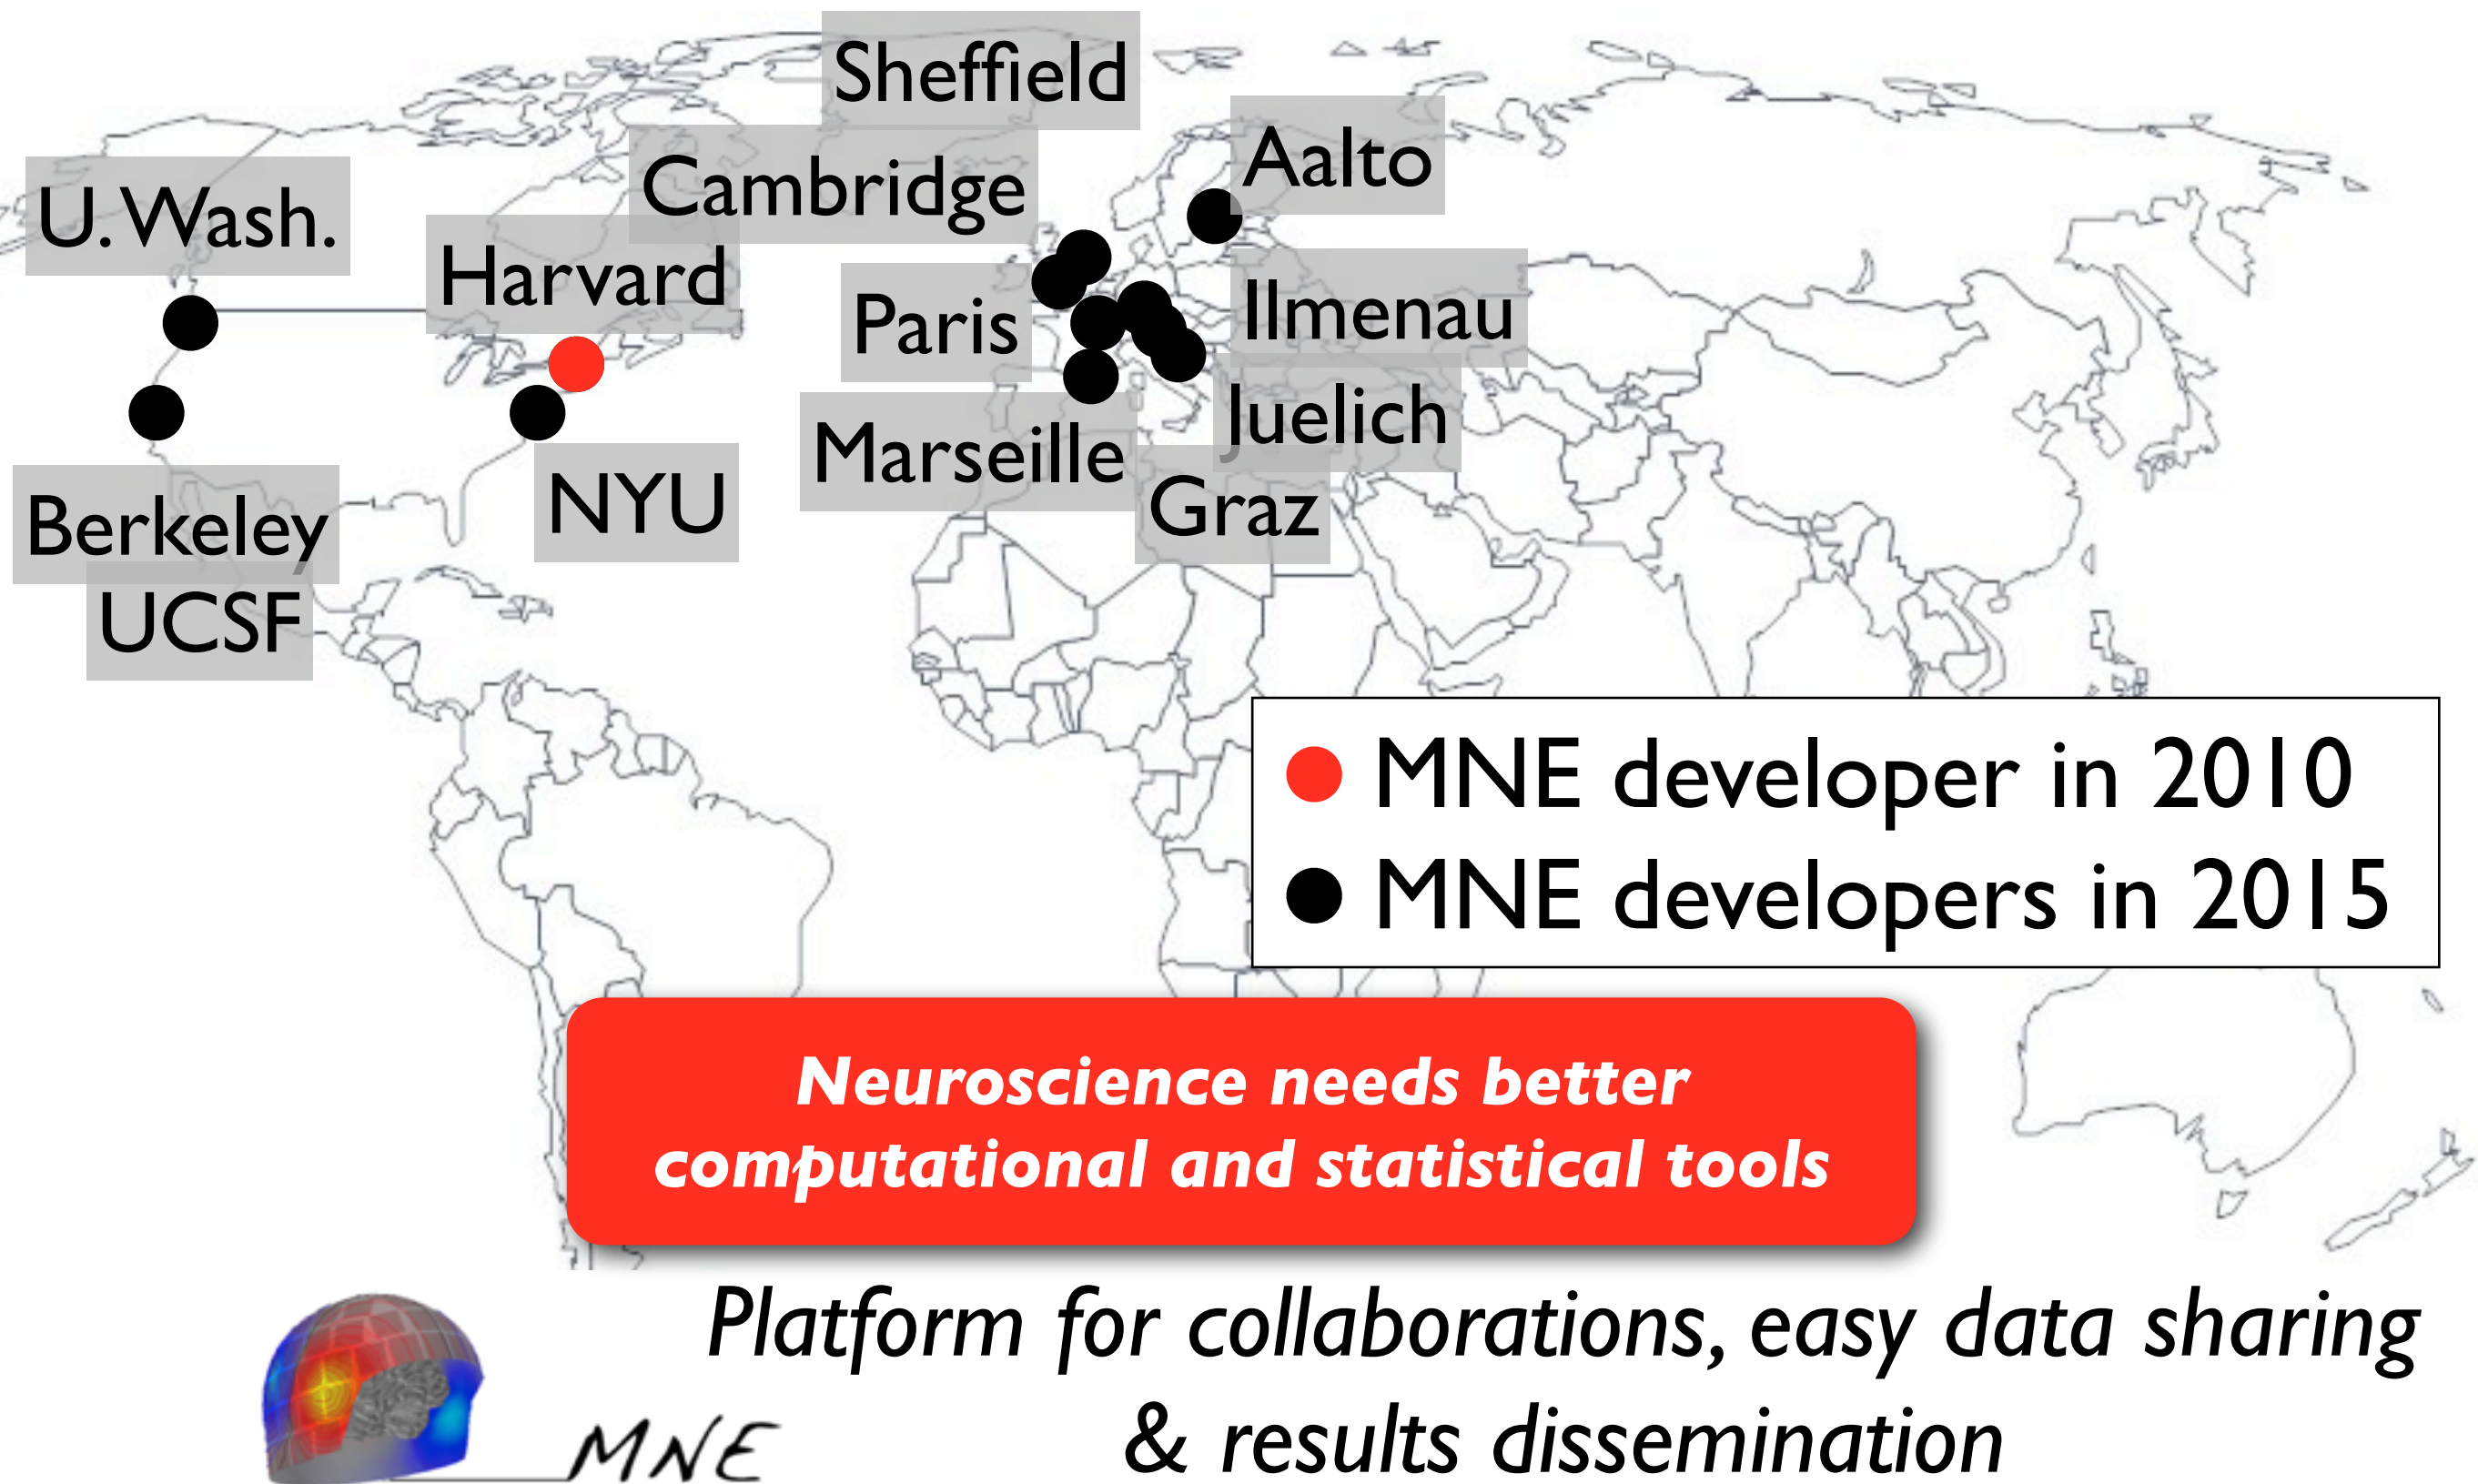 Sheffield
Aalto
Cambridge
U. Wash.
Harvard
Paris
Ilmenau
Juelich
Marseille
Graz
NYU
Berkeley
UCSF
MNE developer in 2010
MNE developers in 2015
Neuroscience needs better
computational and statistical tools
Platform for collaborations, easy data sharing
& results dissemination
MNE